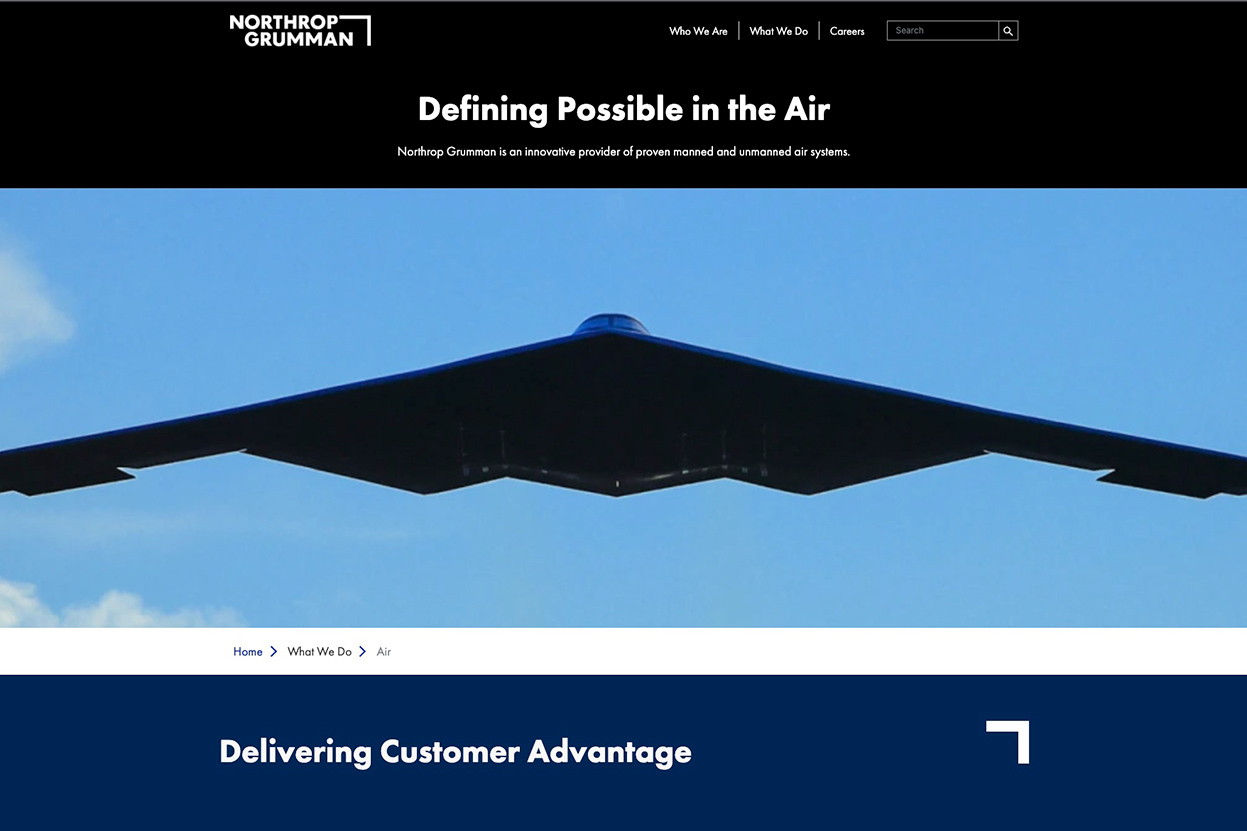 NORTHROP
GRUMMAN
Who We Are
What We Do
Careers
Search
Defining Possible in the Air
Northrop Grumman is an innovative provider of proven manned and unmanned air systems.
Home What We Do Air
Delivering Customer Advantage